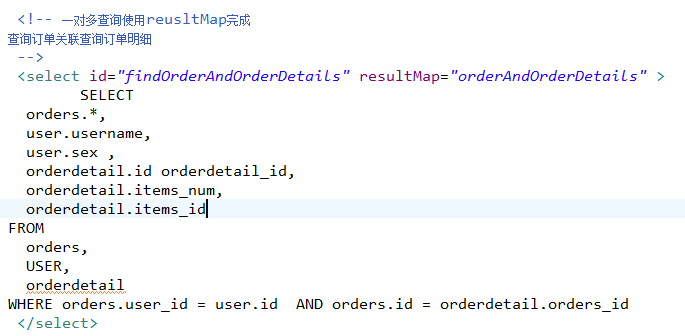 <!-- 一对多查询使用reusltMap完成
查询订单关联查询订单明细
-->
<select id="findOrderAndOrderDetails" resultMap="orderAndOrderDetails" >
SELECT
orders.*,
user.username,
user.sex ,
orderdetail.id orderdetail_id,
orderdetail.items_num,
orderdetail.items_id
FROM
orders,
USER,
orderdetail
WHERE orders.user_id = user.id  AND orders.id = orderdetail.orders_id
</select>